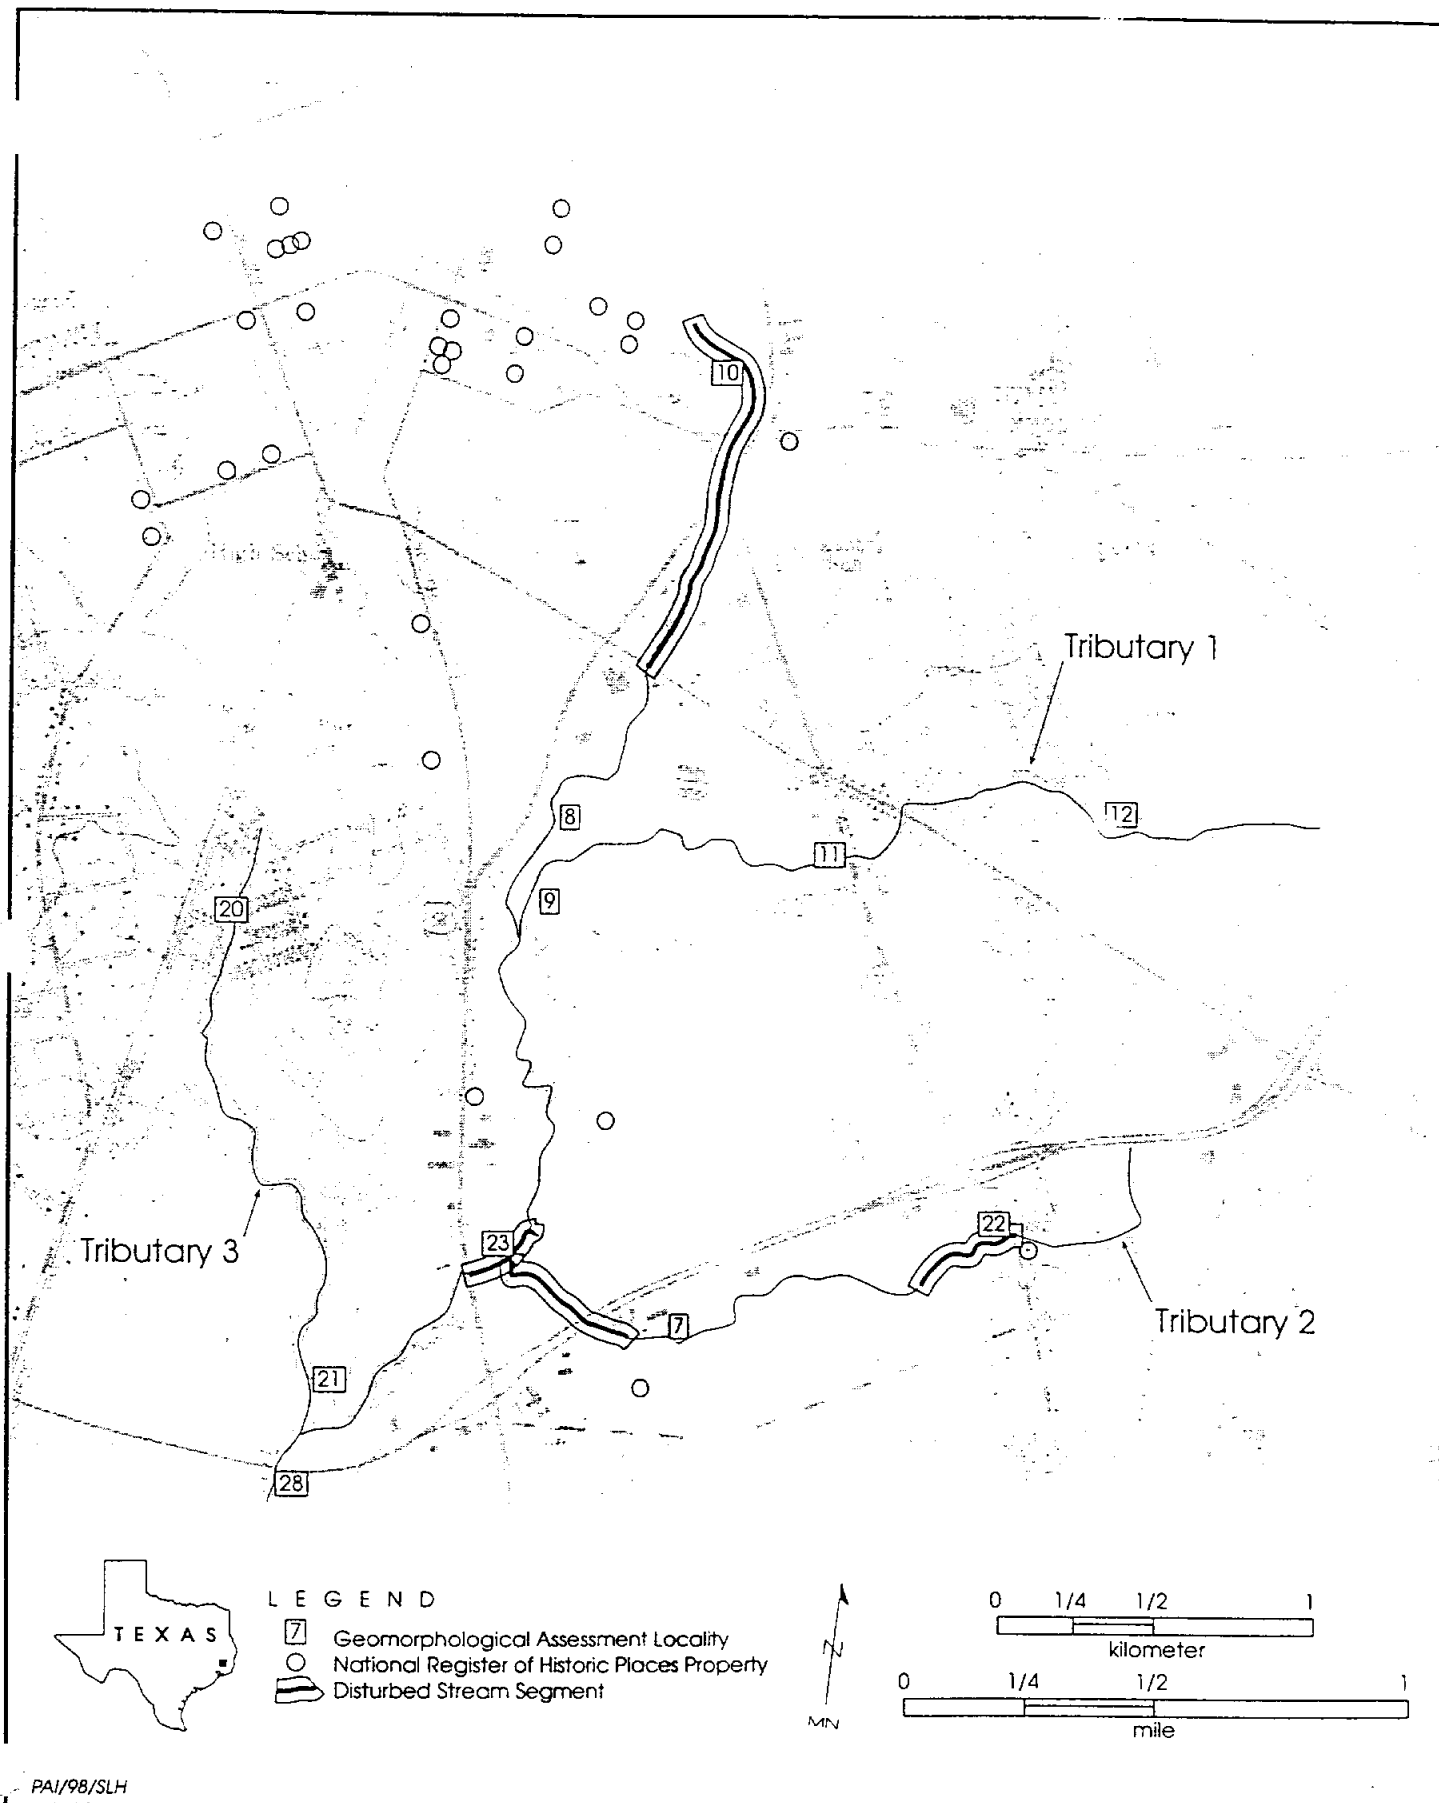 10
High Sch
Tributary 1
8
12
11
9
20
23
22
Tributary 3
7
Tributary 2
21
28
TEXAS
LEGEND
7 Geomorphological Assessment Locality
National Register of Historic Places Property
Disturbed Stream Segment
N
MN
0 1/4 1/2 1
kilometer
0 1/4 1/2 1
mile
PAI/98/SLH